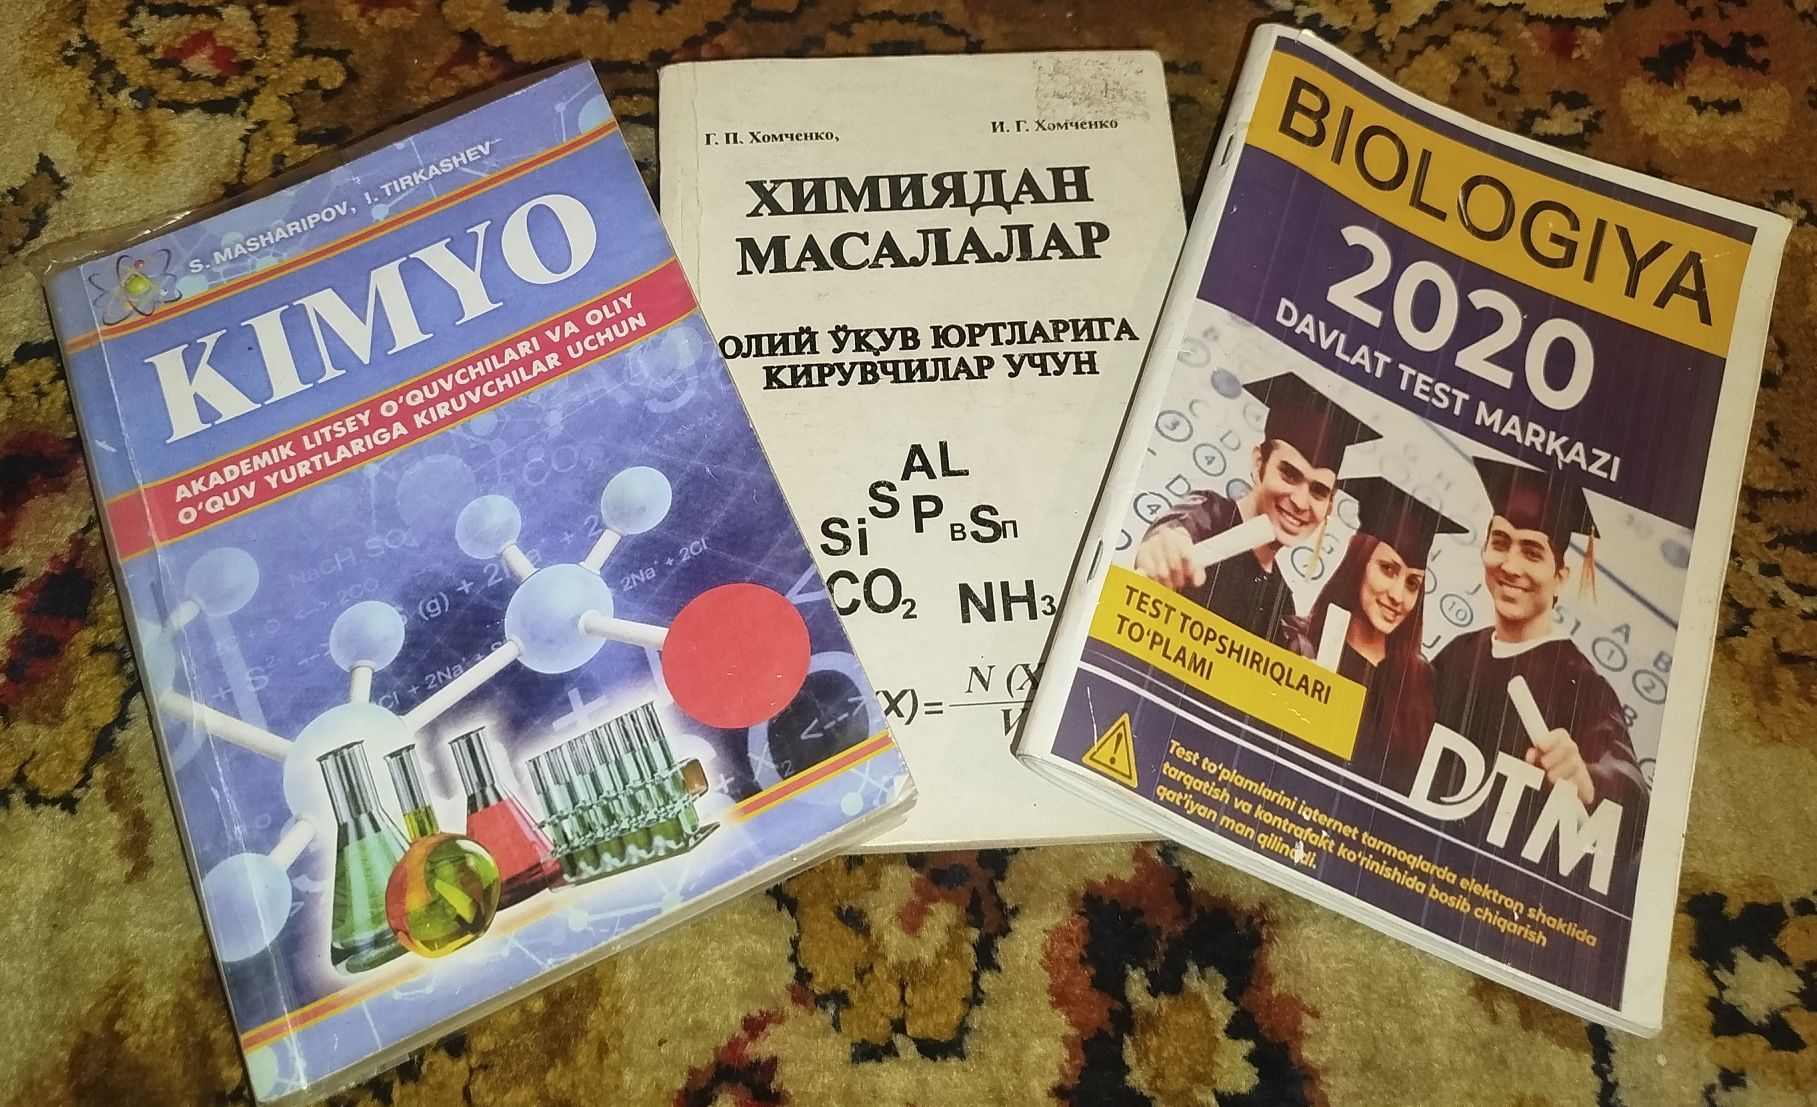 S. MASHARIPOV, I. TIRKASHEV
KIMYO
AKADEMIK LITSEY O'QUVCHILARI VA OLIY
O'QUV YURTLARIGA KIRUVCHILAR UCHUN
Г. П. Хомченко, И. Г. Хомченко
ХИМИЯДАН
МАСАЛАЛАР
ОЛИЙ ЎҚУВ ЮРТЛАРИГА
КИРУВЧИЛАР УЧУН
AL
S P вSп
Si
CO₂ NH₃
(X)= N (X
BIOLOGIYA
2020
DAVLAT TEST MARҚAZI
TEST TOPSHIRIQLARI
TO'PLAMI
DTM
Test to'plamlarini internet tarmoqlarda elektron shaklida
tarqatish va kontrafakt ko'rinishida bosib chiqarish
qat'iyan man qilinadi.